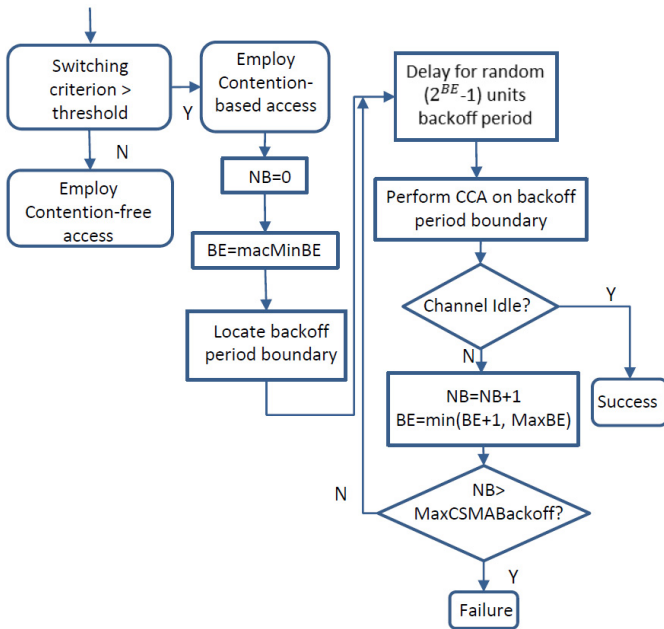 Switching
criterion >
threshold
Y
N
Employ
Contention-free
access
Employ
Contention-
based access
NB=0
BE=macMinBE
Locate backoff
period boundary
Delay for random
(2^{BE}-1) units
backoff period
Perform CCA on backoff
period boundary
Channel Idle?
Y
N
Success
NB=NB+1
BE=min(BE+1, MaxBE)
NB>
MaxCSMABackoff?
N
Y
Failure